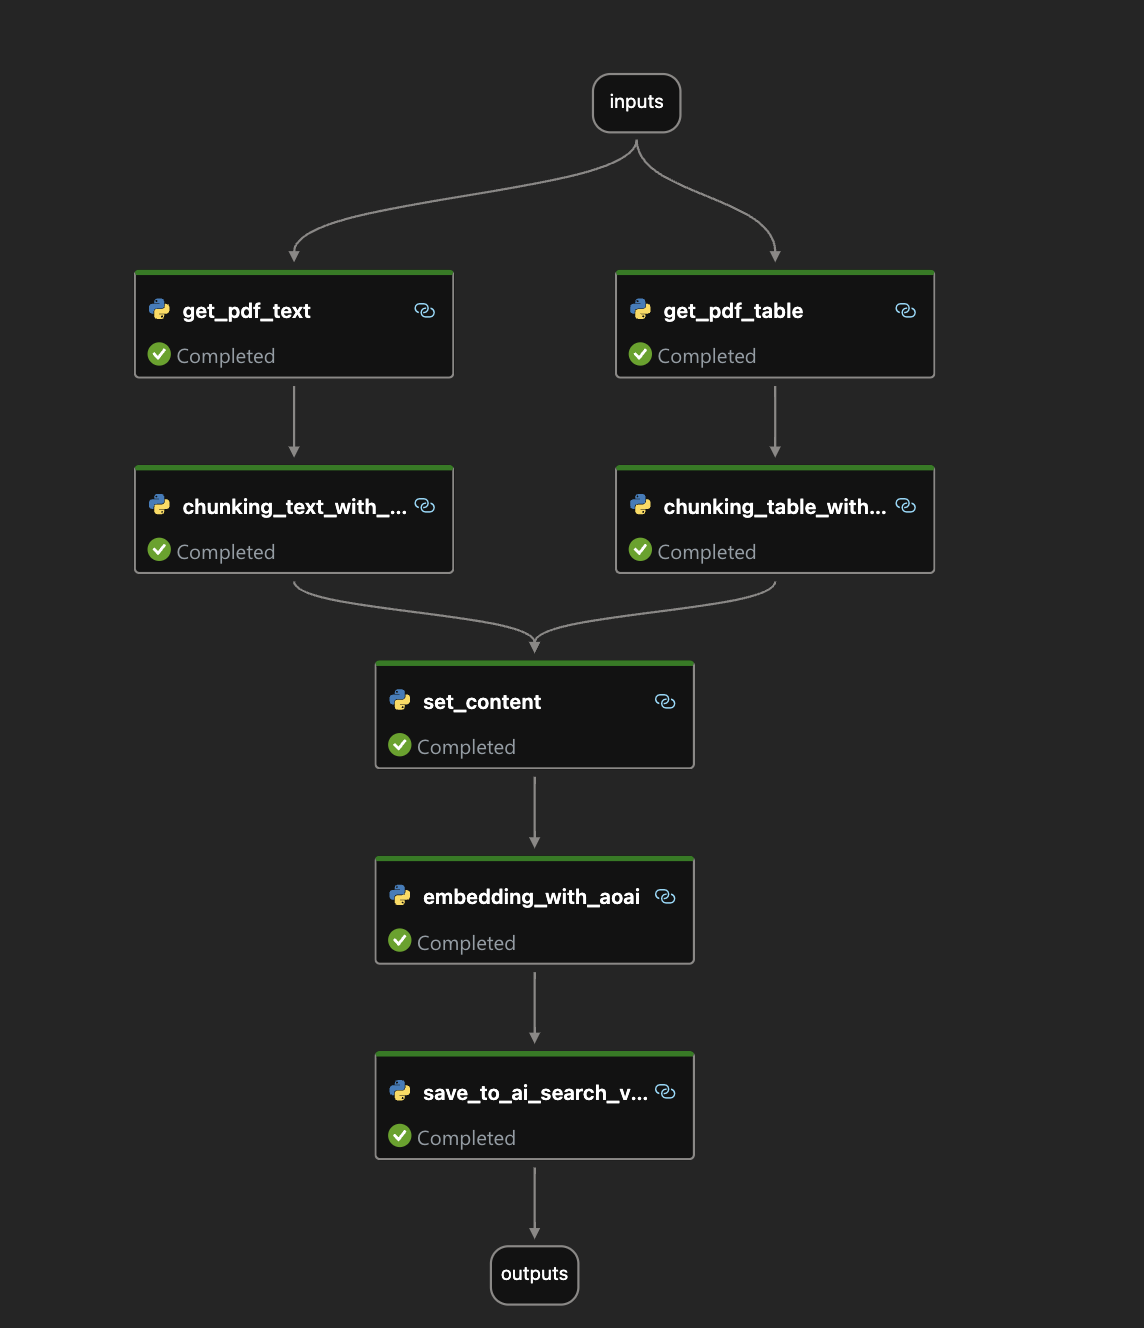 inputs
get_pdf_text
Completed
get_pdf_table
Completed
chunking_text_with_...
Completed
chunking_table_with...
Completed
set_content
Completed
embedding_with_aoai
Completed
save_to_ai_search_v...
Completed
outputs